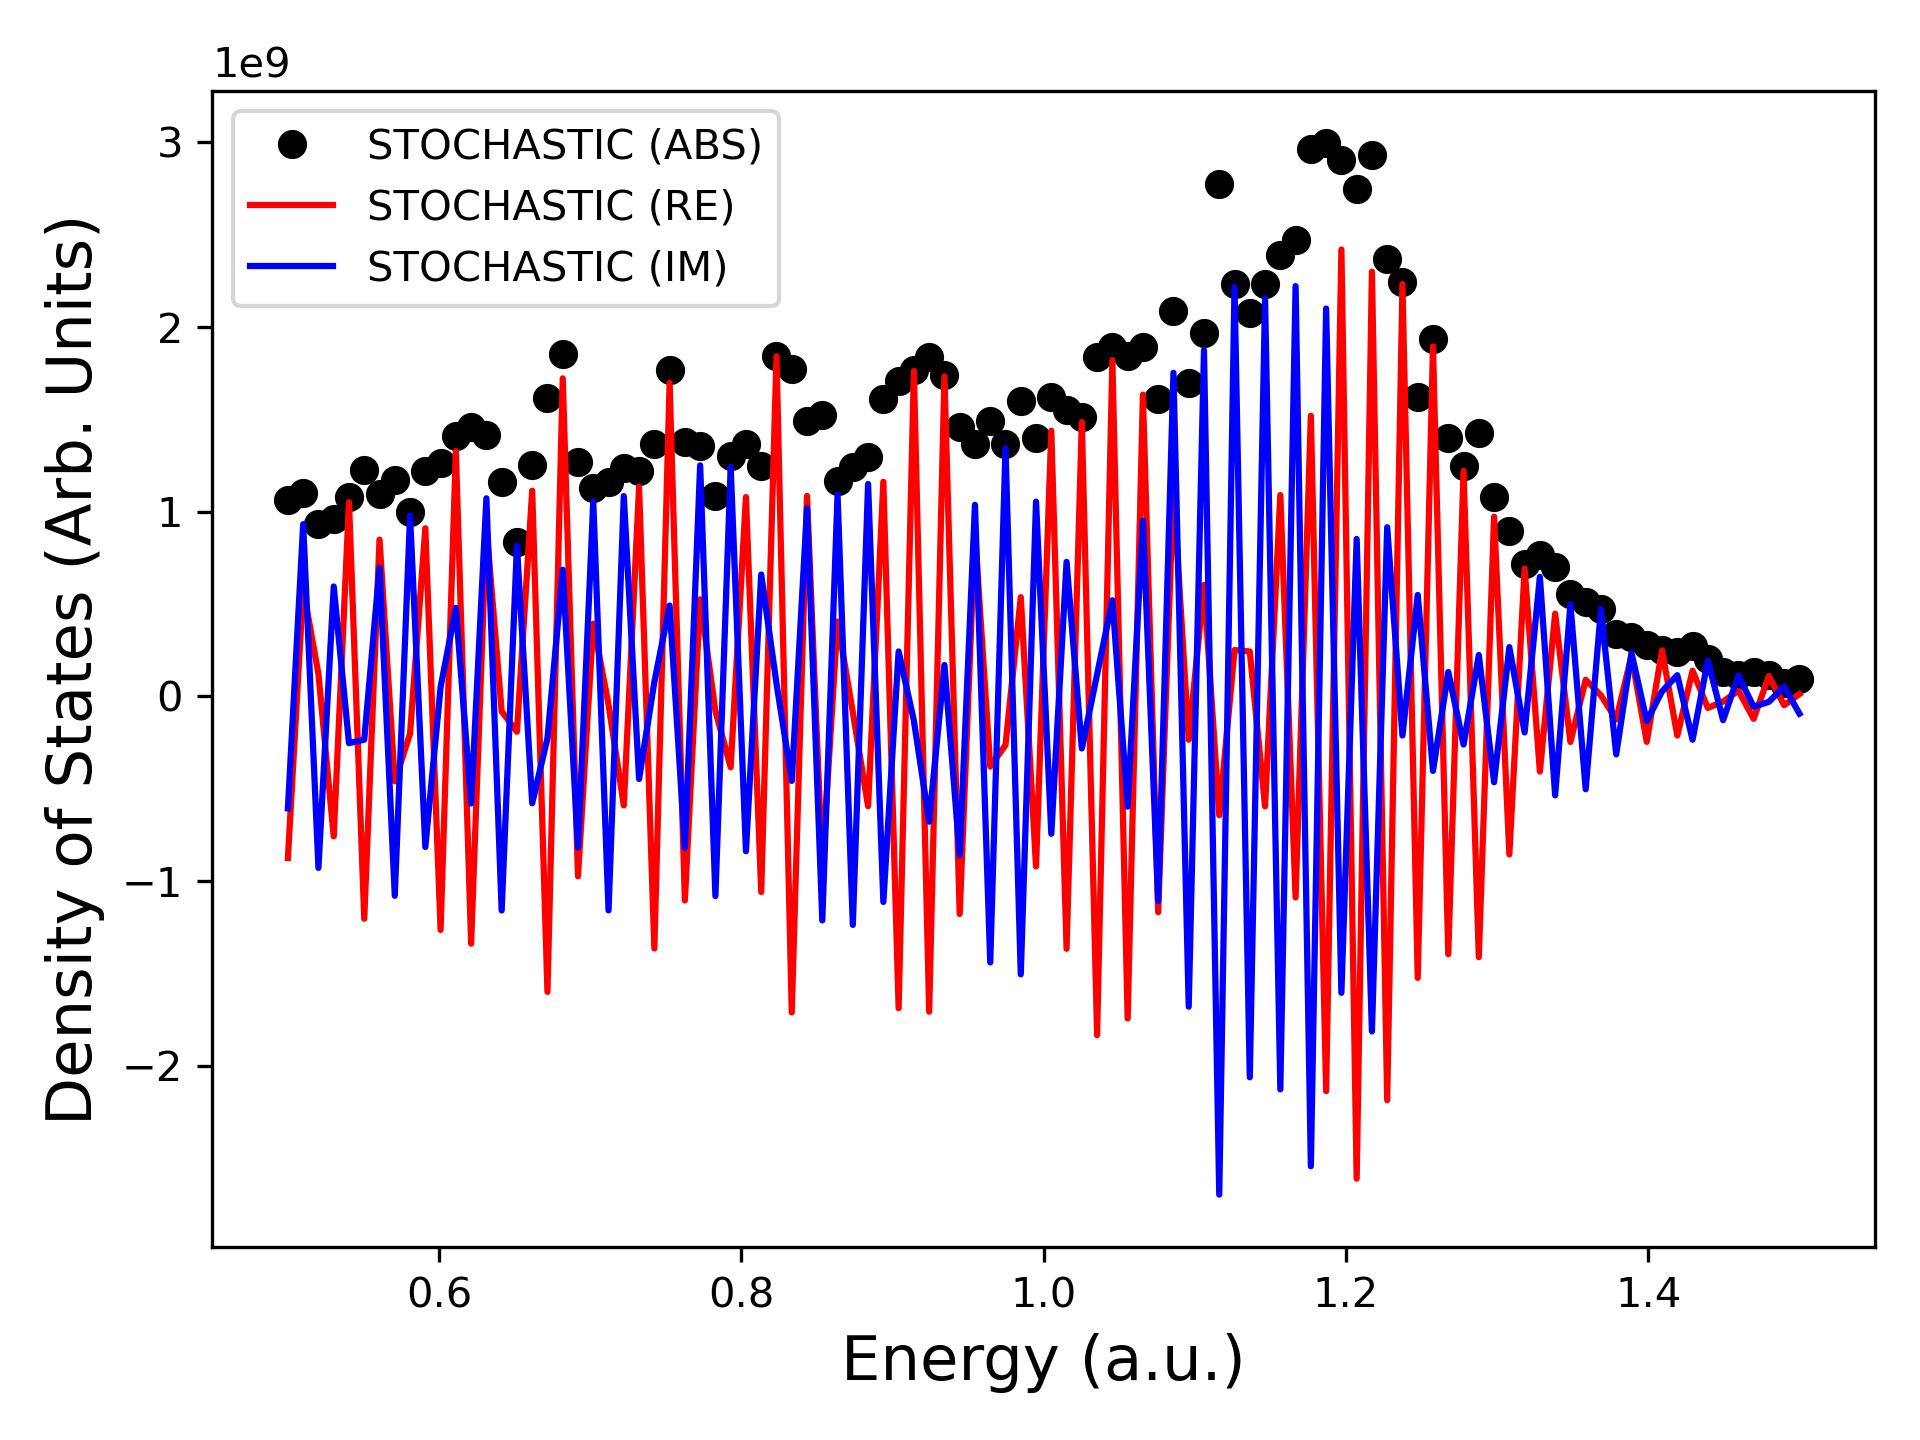 1e9
STOCHASTIC (ABS)
STOCHASTIC (RE)
STOCHASTIC (IM)
Density of States (Arb. Units)
3
2
1
0
−1
−2
0.6 0.8 1.0 1.2 1.4
Energy (a.u.)